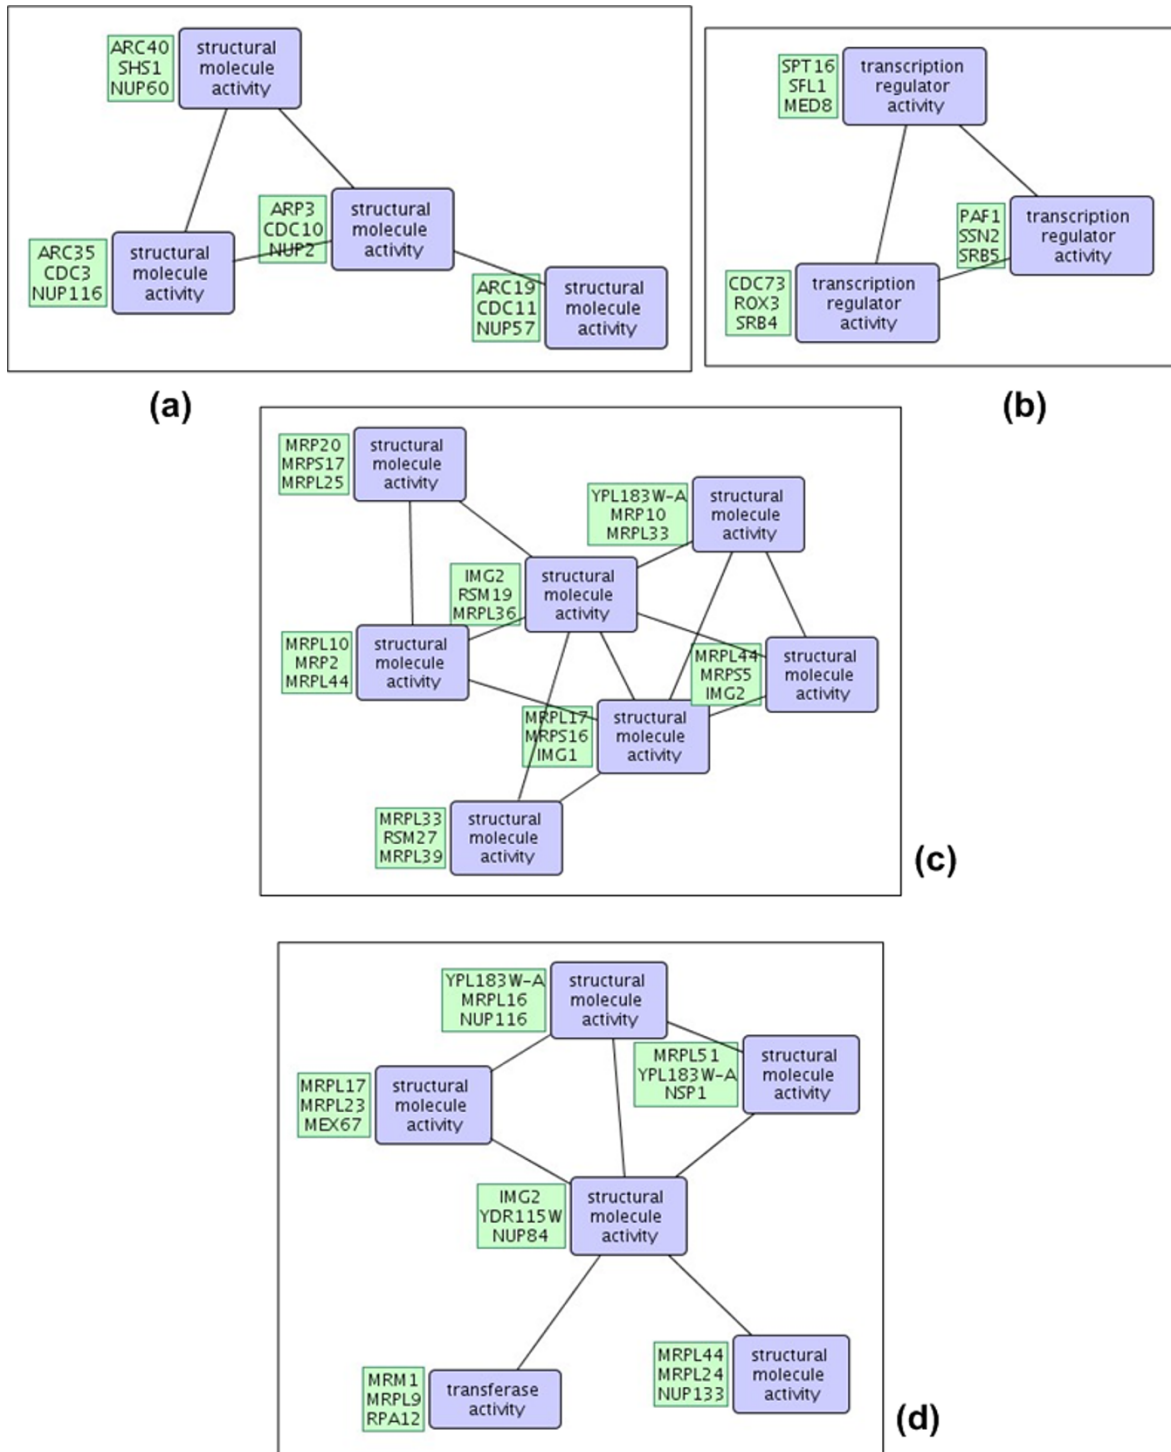 ARC40
SHS1
NUP60
structural
molecule
activity
ARP3
CDC10
NUP2
structural
molecule
activity
ARC35
CDC3
NUP116
structural
molecule
activity
ARC19
CDC11
NUP57
structural
molecule
activity
(a)
SPT16
SFL1
MED8
transcription
regulator
activity
PAF1
SSN2
SRB5
transcription
regulator
activity
CDC73
ROX3
SRB4
transcription
regulator
activity
(b)
MRP20
MRPS17
MRPL25
structural
molecule
activity
YPL183W-A
MRP10
MRPL33
structural
molecule
activity
IMG2
RSM19
MRPL36
structural
molecule
activity
MRPL10
MRP2
MRPL44
structural
molecule
activity
MRPL44
MRPS5
IMG2
structural
molecule
activity
MRPL17
MRPS16
IMG1
structural
molecule
activity
MRPL33
RSM27
MRPL39
structural
molecule
activity
(c)
YPL183W-A
MRPL16
NUP116
structural
molecule
activity
MRPL51
YPL183W-A
NSP1
structural
molecule
activity
MRPL17
MRPL23
MEX67
structural
molecule
activity
IMG2
YDR115W
NUP84
structural
molecule
activity
MRM1
MRPL9
RPA12
transferase
activity
MRPL44
MRPL24
NUP133
structural
molecule
activity
(d)